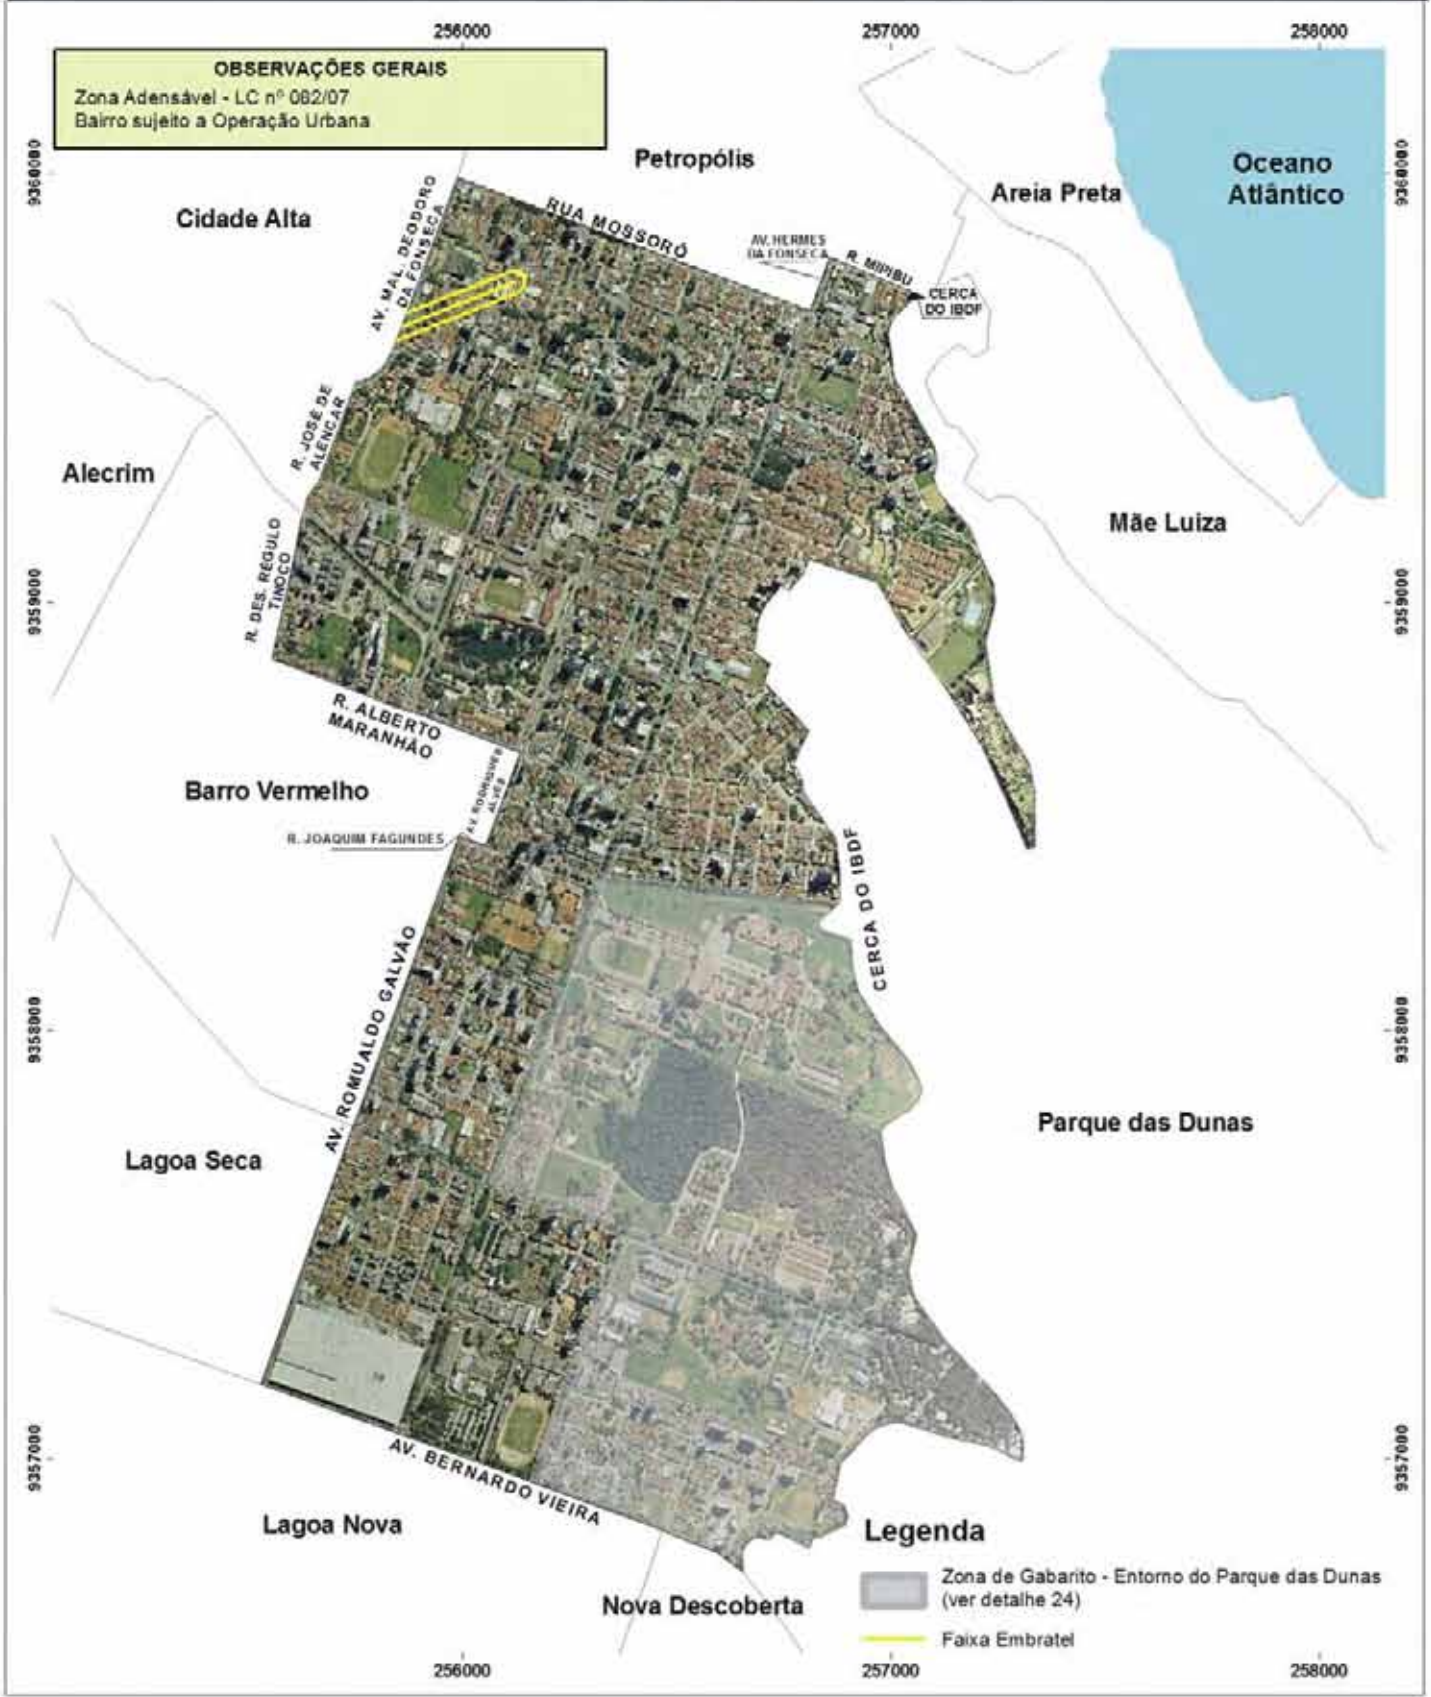 256000
257000
258000
OBSERVAÇÕES GERAIS
Zona Adensável - LC nº 082/07
Bairro sujeito a Operação Urbana
9360000
9360000
Petropólis
Oceano
Atlântico
Areia Preta
Cidade Alta
AV. MAL. DEODORO
DA FONSECA
RUA MOSSORÓ
AV. HERMES
DA FONSECA
R. MIPIBU
CERCA
DO IBDF
R. JOSÉ DE
ALENCAR
Alecrim
Mãe Luiza
R. DES. RÉGULO
TINOCO
9359000
9359000
R. ALBERTO
MARANHÃO
AV. RODRIGUES
ALVES
Barro Vermelho
R. JOAQUIM FAGUNDES
CERCA DO IBDF
AV. ROMUALDO GALVÃO
9358000
9358000
Parque das Dunas
Lagoa Seca
9357000
9357000
AV. BERNARDO VIEIRA
Lagoa Nova
Nova Descoberta
Legenda
Zona de Gabarito - Entorno do Parque das Dunas
(ver detalhe 24)
Faixa Embratel
256000
257000
258000